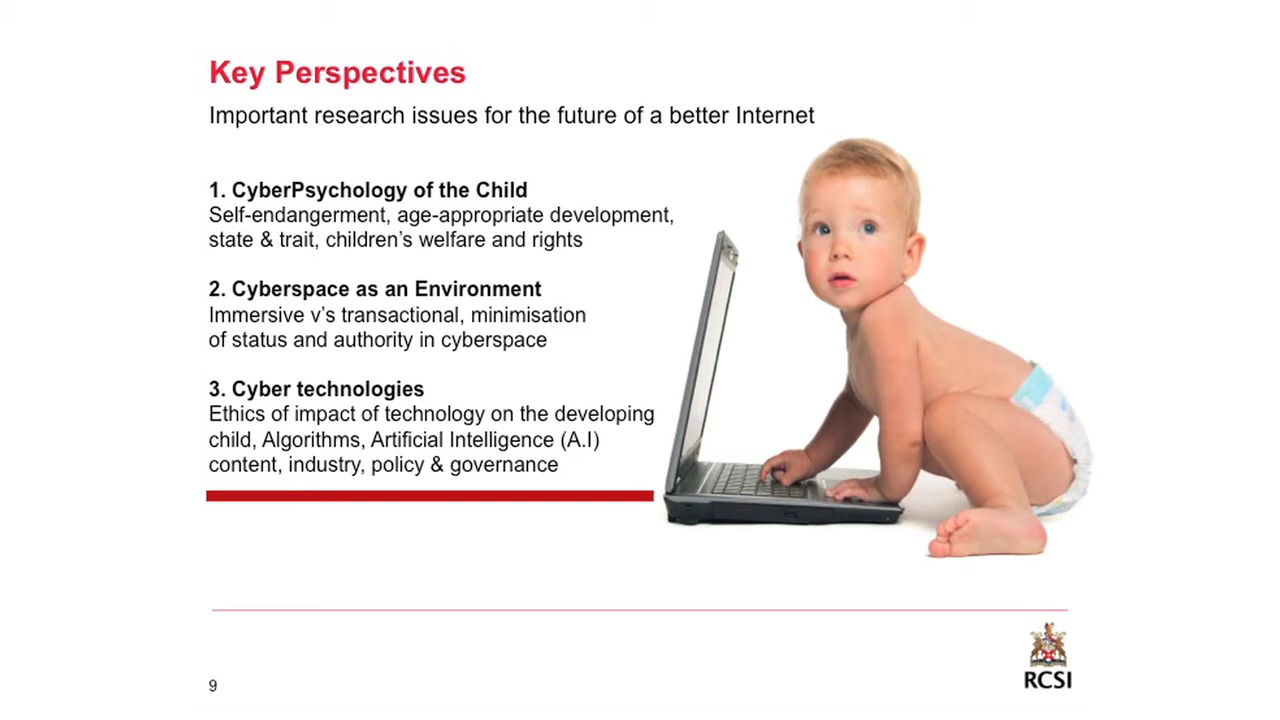 Key Perspectives
Important research issues for the future of a better Internet
1. CyberPsychology of the Child
Self-endangerment, age-appropriate development,
state & trait, children’s welfare and rights
2. Cyberspace as an Environment
Immersive v’s transactional, minimisation
of status and authority in cyberspace
3. Cyber technologies
Ethics of impact of technology on the developing
child, Algorithms, Artificial Intelligence (A.I)
content, industry, policy & governance
RCSI
9